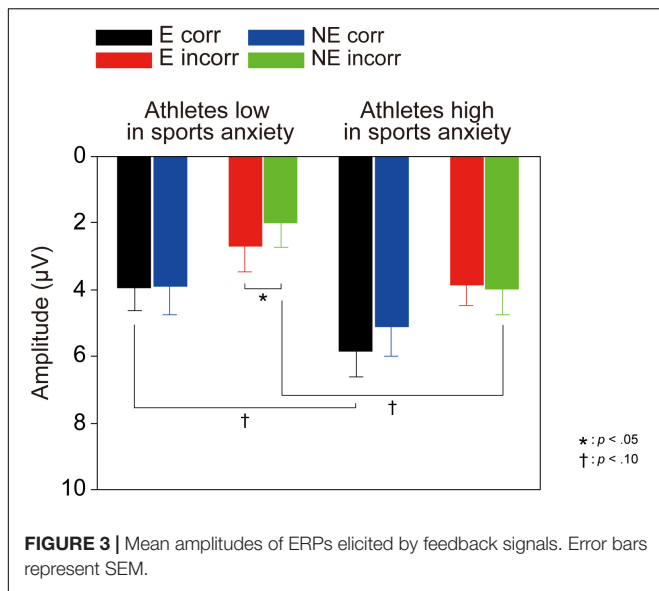 E corr NE corr
E incorr NE incorr
Athletes low
in sports anxiety
Athletes high
in sports anxiety
0
2
4
6
8
10
Amplitude (μV)
*
†
†
* : p < .05
† : p < .10
FIGURE 3 | Mean amplitudes of ERPs elicited by feedback signals. Error bars
represent SEM.